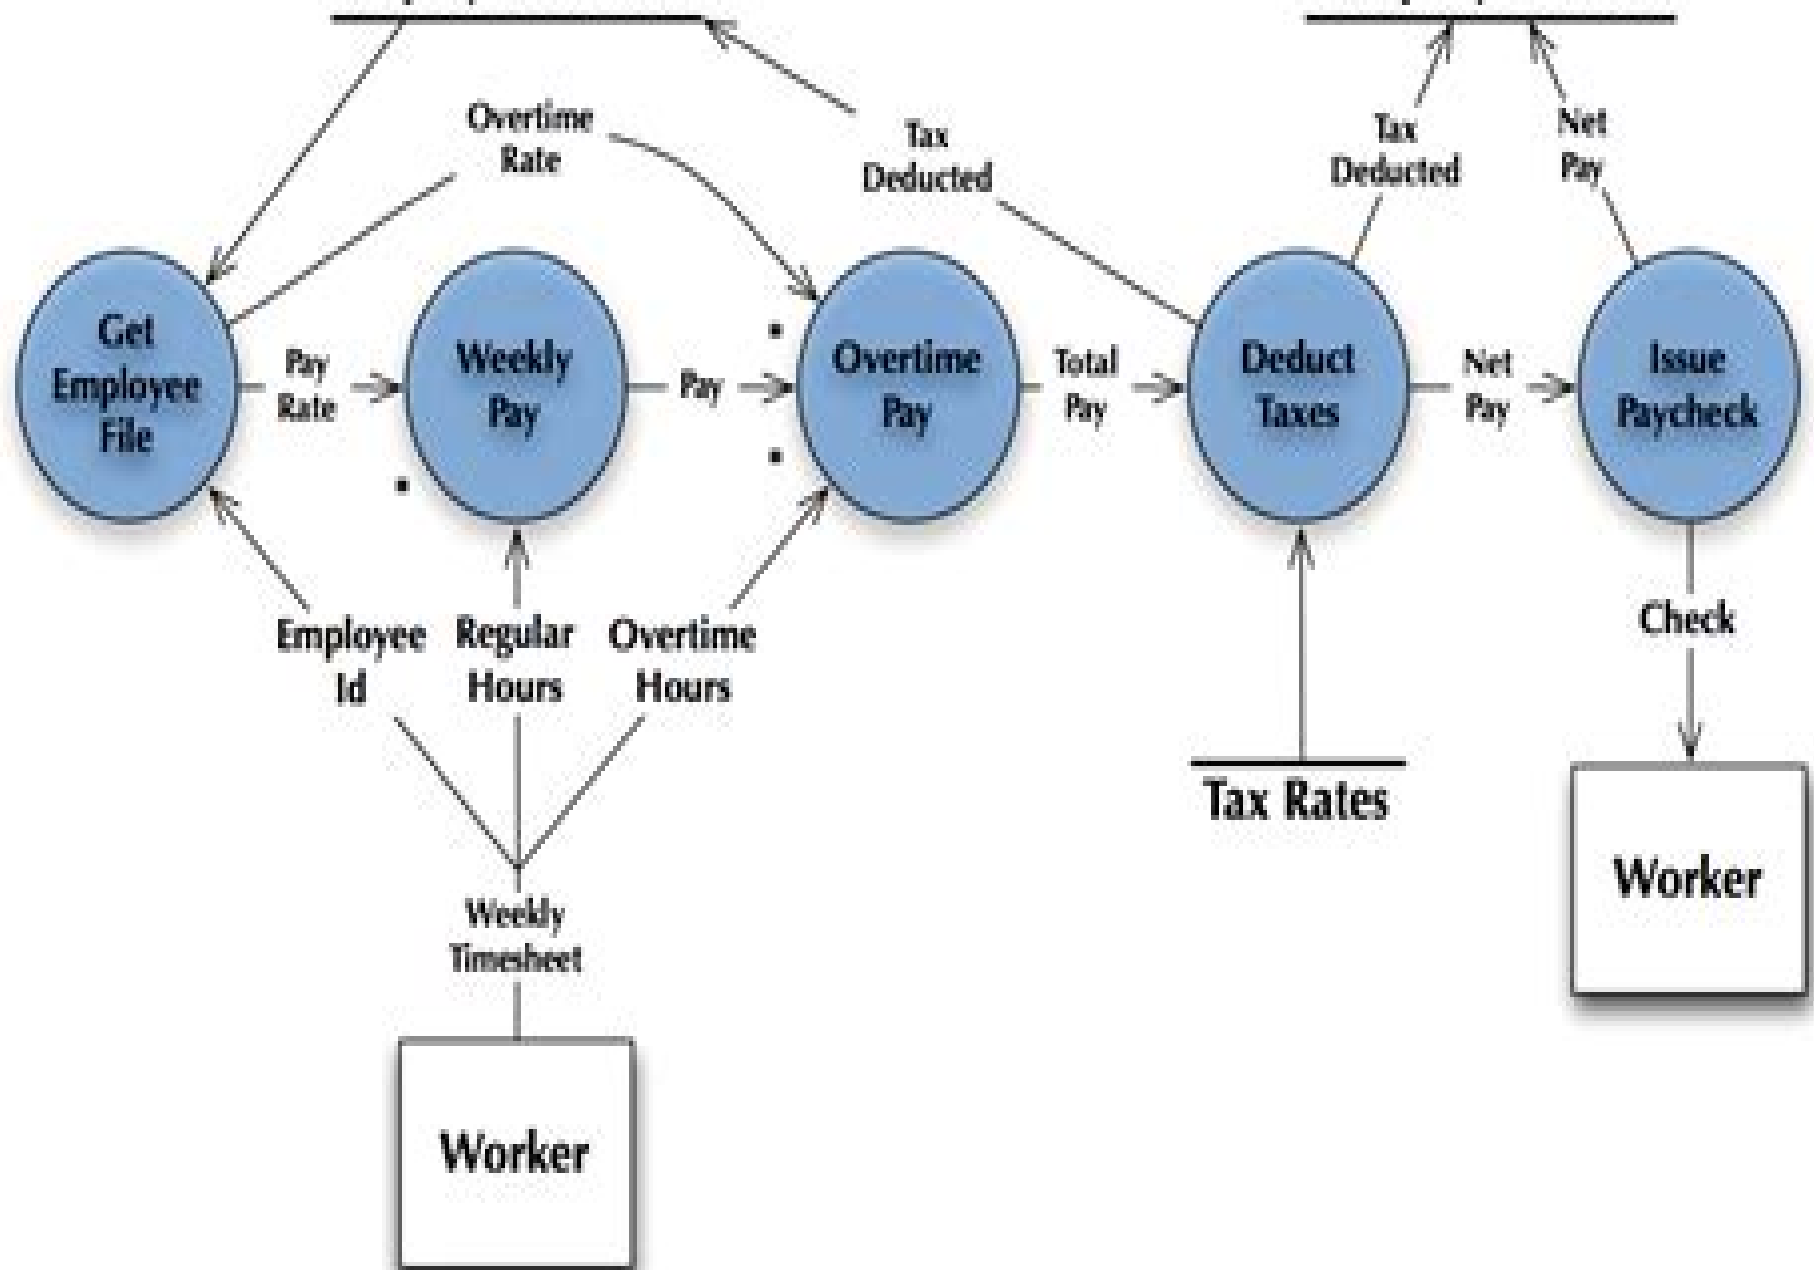 Overtime
Rate
Tax
Deducted
Tax
Deducted
Net
Pay
Get
Employee
File
Pay
Rate
Weekly
Pay
Pay
Overtime
Pay
Total
Pay
Deduct
Taxes
Net
Pay
Issue
Paycheck
Employee
Id
Regular
Hours
Overtime
Hours
Check
Tax Rates
Worker
Weekly
Timesheet
Worker